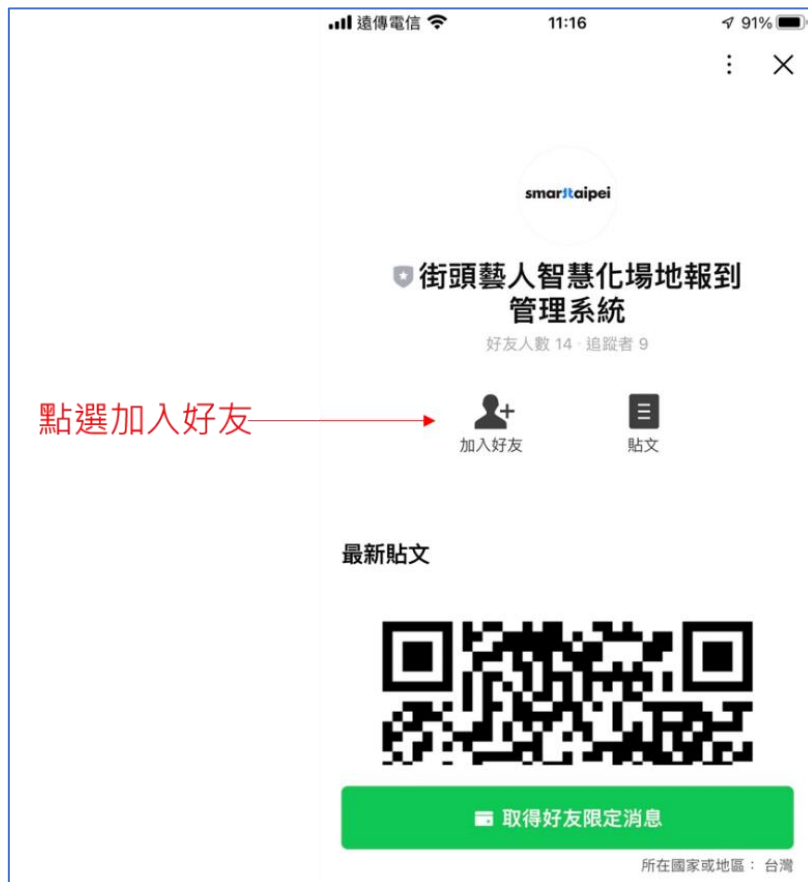 遠傳電信 11:16 91%
smarttaipei
街頭藝人智慧化場地報到
管理系統
好友人數 14 · 追蹤者 9
點選加入好友
加入好友 貼文
最新貼文
取得好友限定消息
所在國家或地區： 台灣